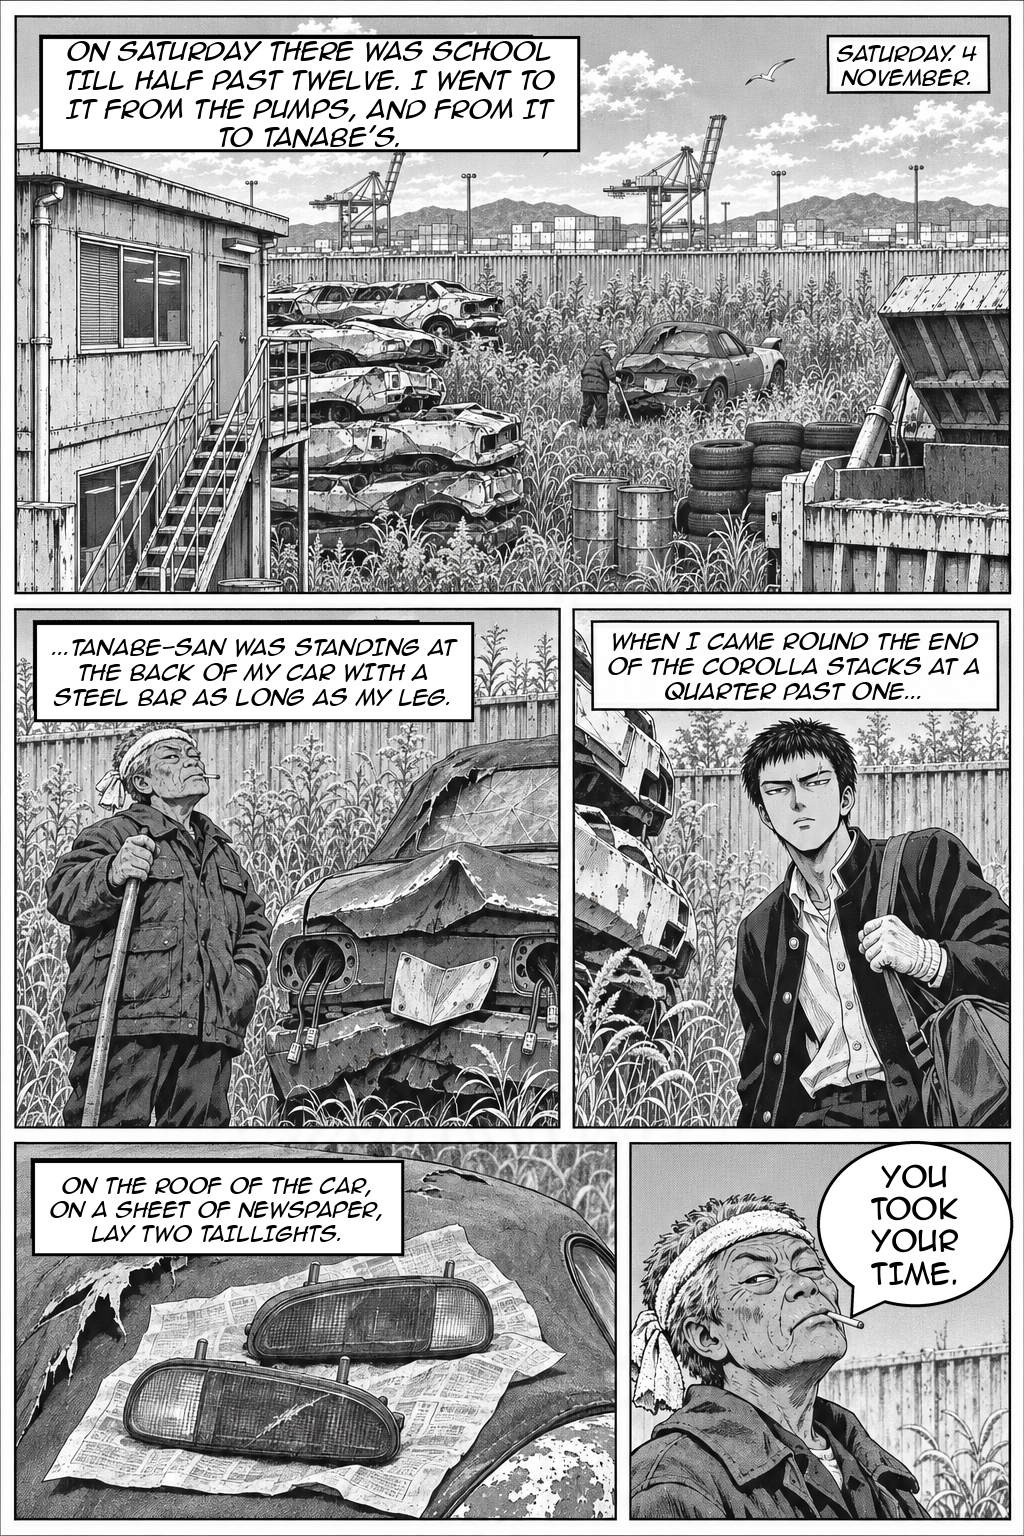 ON SATURDAY THERE WAS SCHOOL
TILL HALF PAST TWELVE. I WENT TO
IT FROM THE PUMPS, AND FROM IT
TO TANABE'S.
SATURDAY. 4
NOVEMBER.
...TANABE-SAN WAS STANDING AT
THE BACK OF MY CAR WITH A
STEEL BAR AS LONG AS MY LEG.
WHEN I CAME ROUND THE END
OF THE COROLLA STACKS AT A
QUARTER PAST ONE...
ON THE ROOF OF THE CAR,
ON A SHEET OF NEWSPAPER,
LAY TWO TAILLIGHTS.
YOU
TOOK
YOUR
TIME.